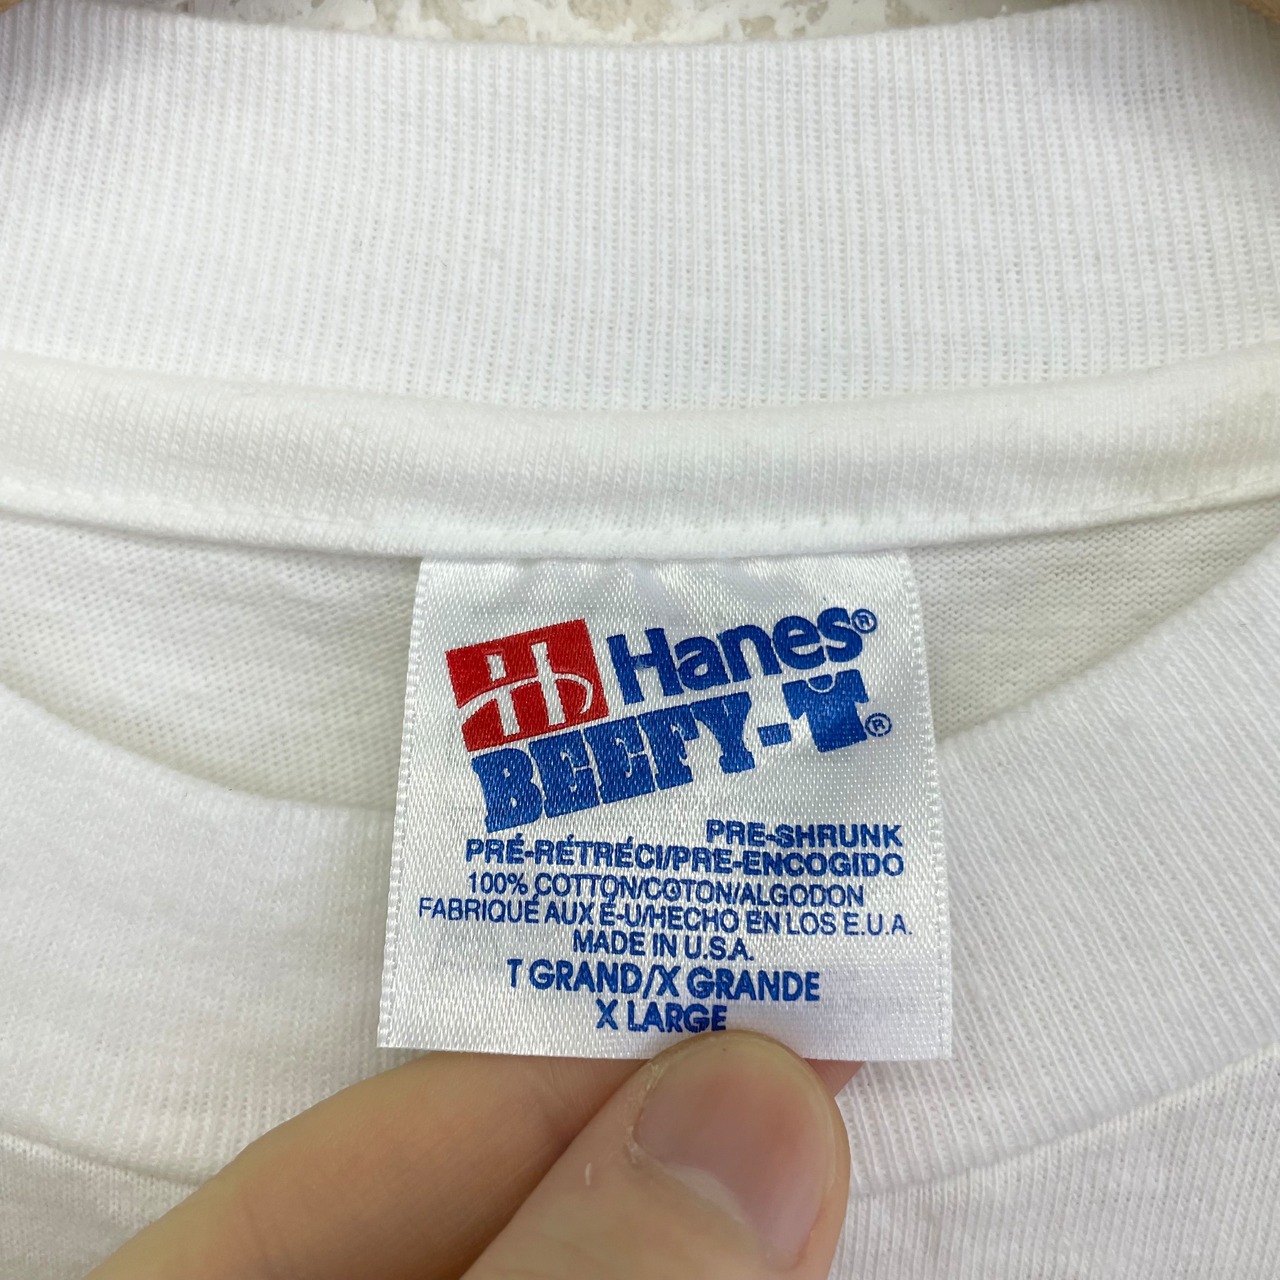 Hanes®
BEEFY-T®
PRE-SHRUNK
PRÉ-RÉTRÉCI/PRE-ENCOGIDO
100% COTTON/COTON/ALGODON
FABRIQUÉ AUX É-U/HECHO EN LOS E.U.A.
MADE IN U.S.A.
T GRAND/X GRANDE
X LARGE